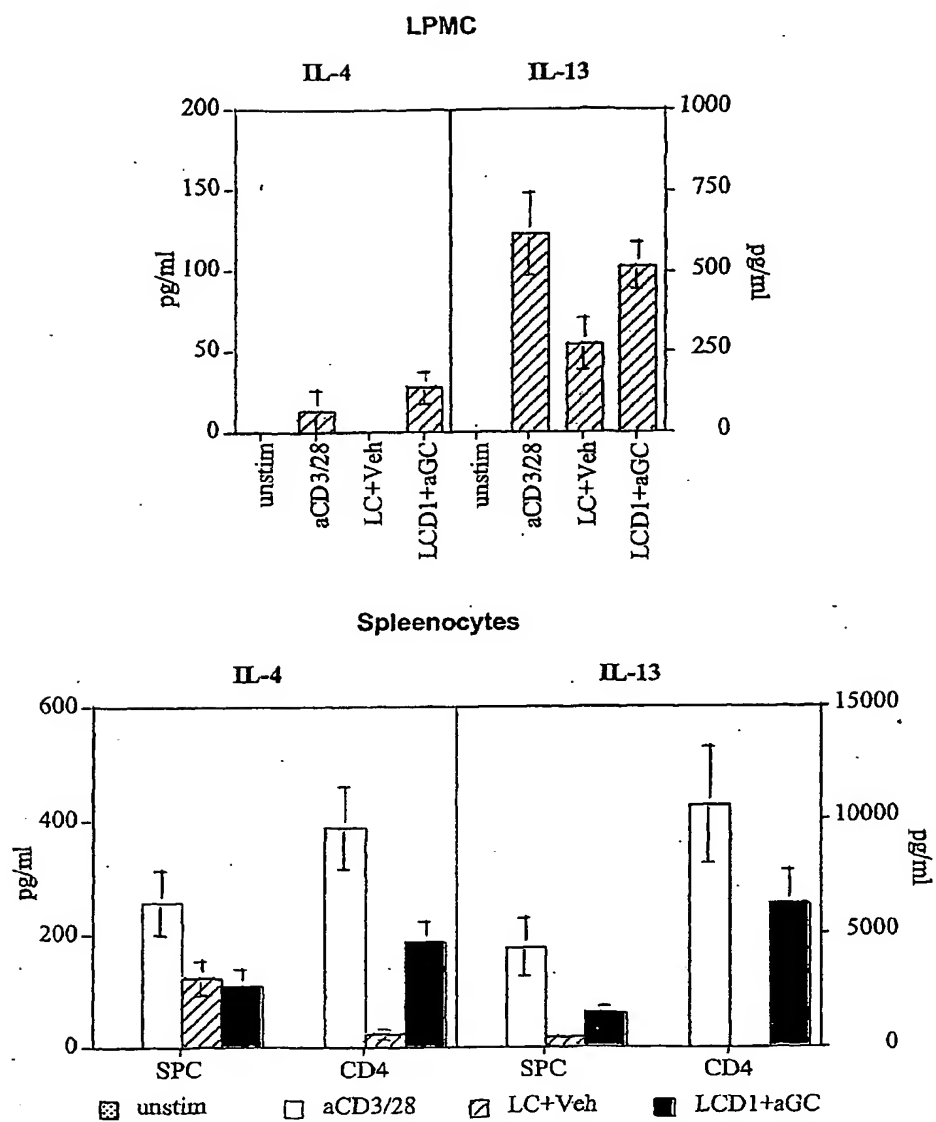 LPMC
IL-4 IL-13
200 1000
150 750
100 500
50 250
0 0
pg/ml pg/ml
unstim aCD3/28 LC+Veh LCD1+aGC unstim aCD3/28 LC+Veh LCD1+aGC
Spleenocytes
IL-4 IL-13
600 15000
400 10000
200 5000
0 0
pg/ml pg/ml
SPC CD4 SPC CD4
unstim aCD3/28 LC+Veh LCD1+aGC